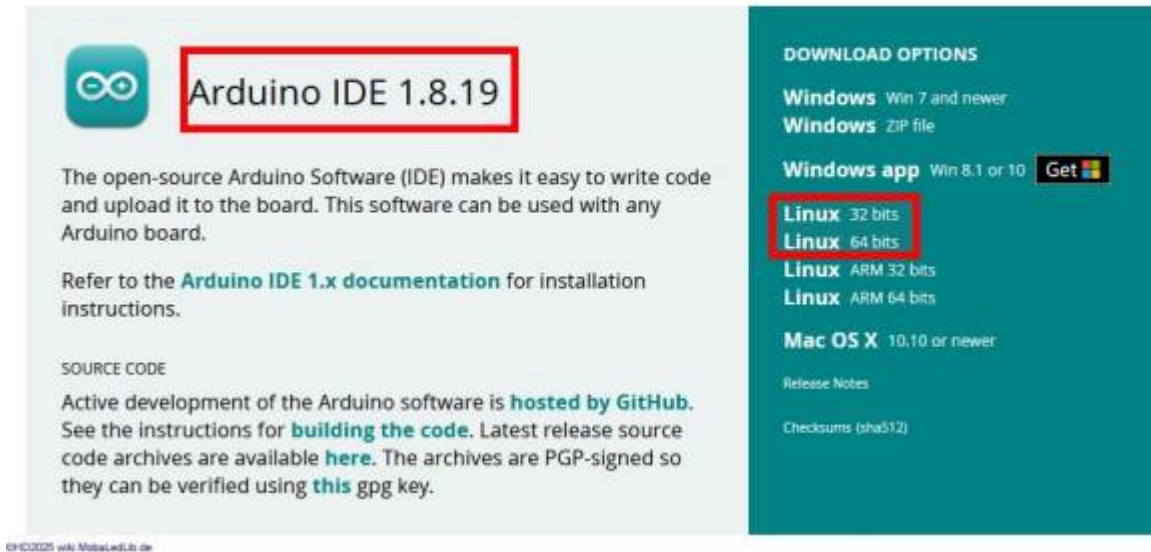 Arduino IDE 1.8.19
The open-source Arduino Software (IDE) makes it easy to write code
and upload it to the board. This software can be used with any
Arduino board.
Refer to the Arduino IDE 1.x documentation for installation
instructions.
SOURCE CODE
Active development of the Arduino software is hosted by GitHub.
See the instructions for building the code. Latest release source
code archives are available here. The archives are PGP-signed so
they can be verified using this gpg key.
DOWNLOAD OPTIONS
Windows Win 7 and newer
Windows ZIP file
Windows app Win 8.1 or 10 Get
Linux 32 bits
Linux 64 bits
Linux ARM 32 bits
Linux ARM 64 bits
Mac OS X 10.10 or newer
Release Notes
Checksums (sha512)
wiki.MobaLedLib.de